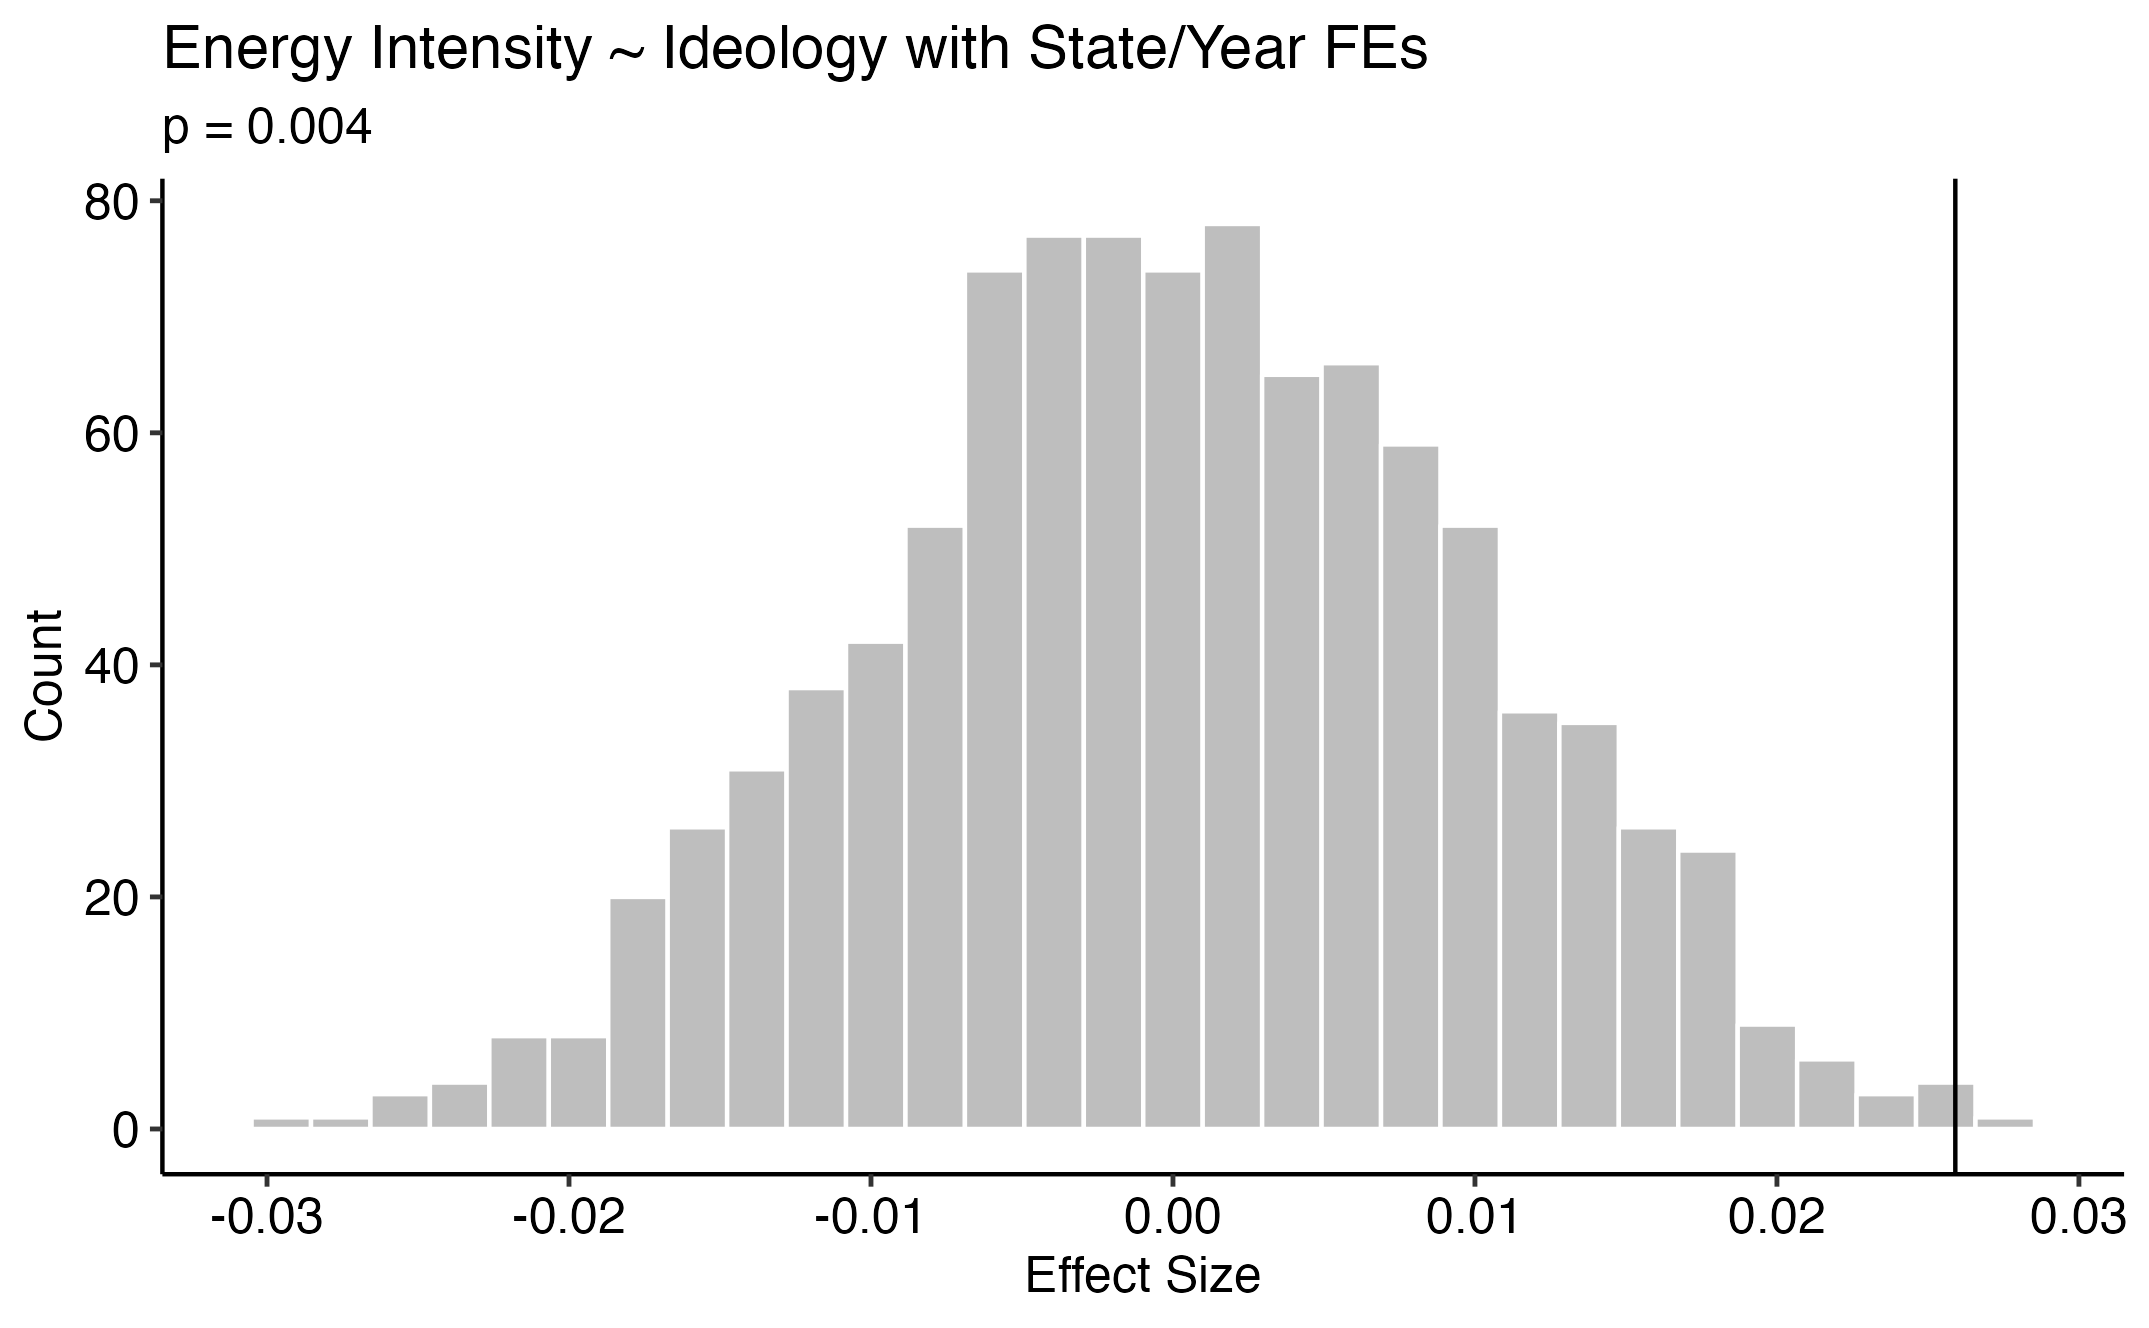 Energy Intensity ~ Ideology with State/Year FEs
p = 0.004
80
60
40
20
0
Count
-0.03 -0.02 -0.01 0.00 0.01 0.02 0.03
Effect Size